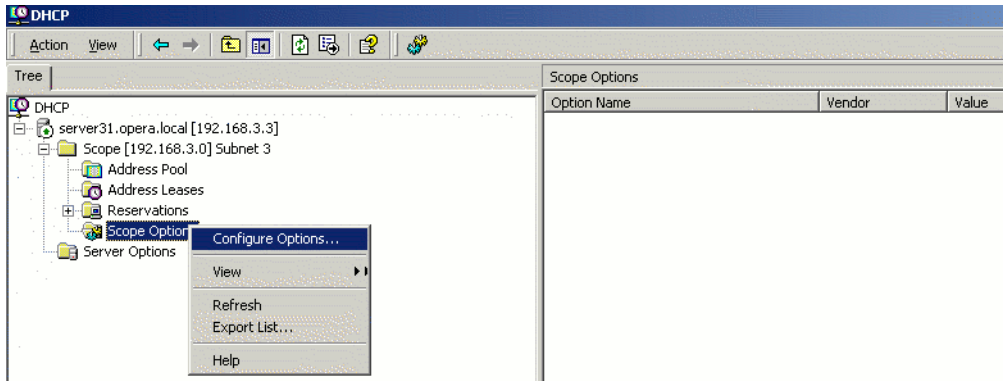 DHCP
Action View
Tree
Scope Options
DHCP
Option Name Vendor Value
server31.opera.local [192.168.3.3]
Scope [192.168.3.0] Subnet 3
Address Pool
Address Leases
Reservations
Scope Option
Configure Options...
Server Options
View
Refresh
Export List...
Help